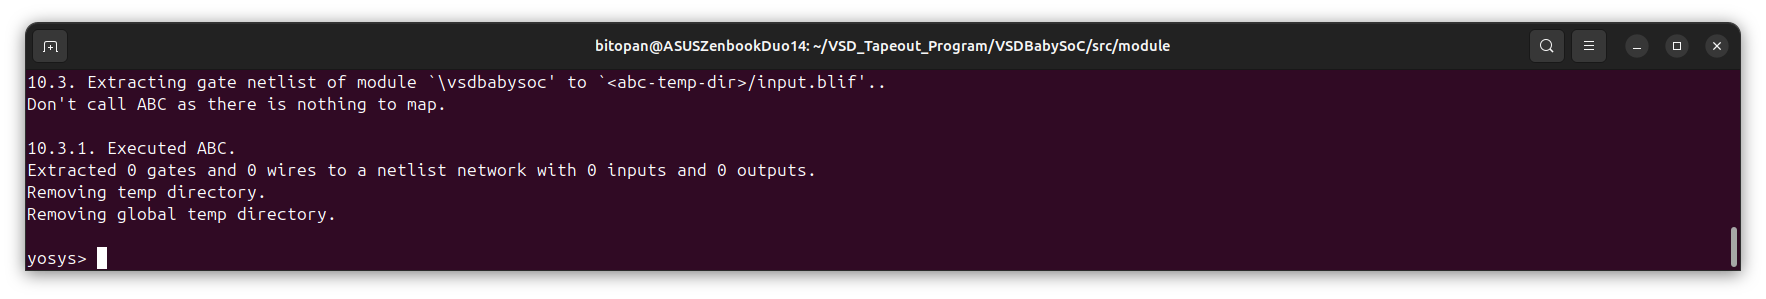 bitopan@ASUSZenbookDuo14: ~/VSD_Tapeout_Program/VSDBabySoC/src/module
10.3. Extracting gate netlist of module `\vsdbabysoc' to `<abc-temp-dir>/input.blif'..
Don't call ABC as there is nothing to map.
10.3.1. Executed ABC.
Extracted 0 gates and 0 wires to a netlist network with 0 inputs and 0 outputs.
Removing temp directory.
Removing global temp directory.
yosys>